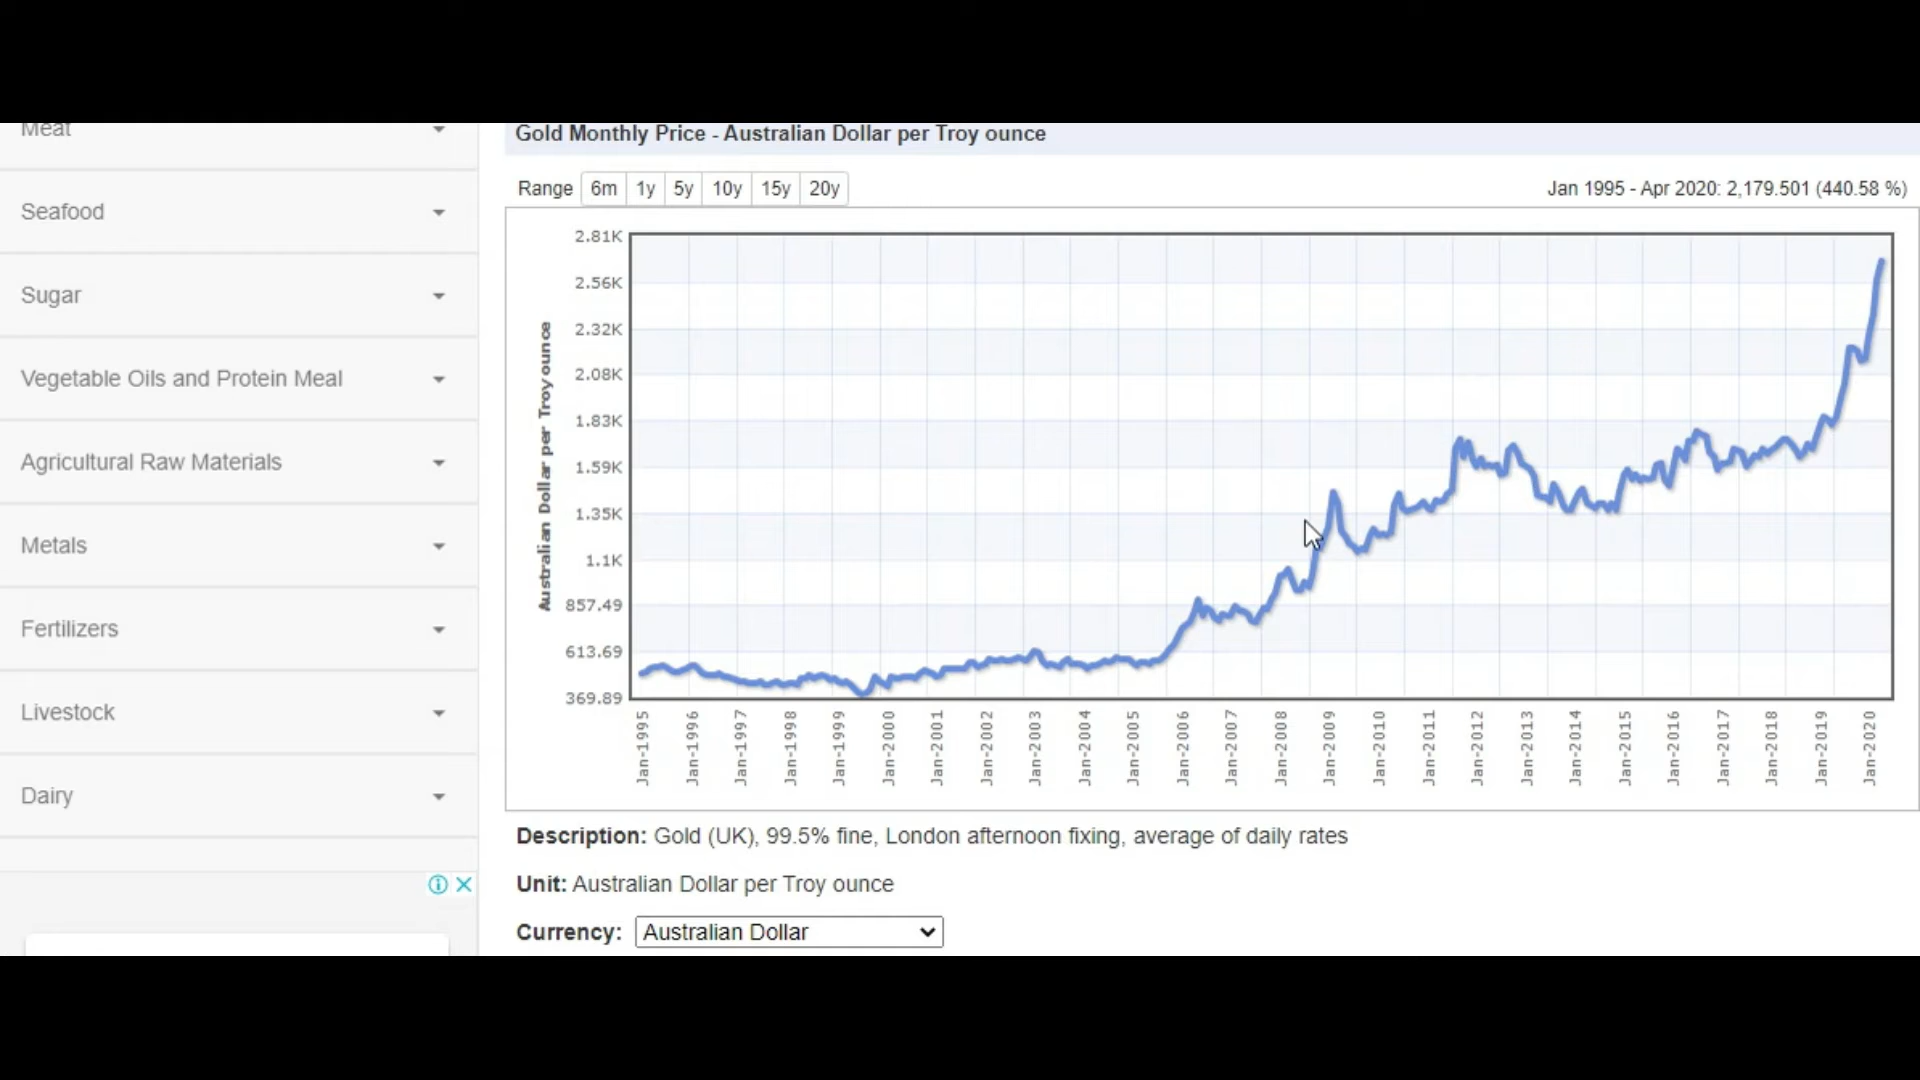 Meat
Seafood
Sugar
Vegetable Oils and Protein Meal
Agricultural Raw Materials
Metals
Fertilizers
Livestock
Dairy
Gold Monthly Price - Australian Dollar per Troy ounce
Range 6m 1y 5y 10y 15y 20y
Jan 1995 - Apr 2020: 2,179.501 (440.58 %)
Australian Dollar per Troy ounce
2.81K
2.56K
2.32K
2.08K
1.83K
1.59K
1.35K
1.1K
857.49
613.69
369.89
Jan-1995
Jan-1996
Jan-1997
Jan-1998
Jan-1999
Jan-2000
Jan-2001
Jan-2002
Jan-2003
Jan-2004
Jan-2005
Jan-2006
Jan-2007
Jan-2008
Jan-2009
Jan-2010
Jan-2011
Jan-2012
Jan-2013
Jan-2014
Jan-2015
Jan-2016
Jan-2017
Jan-2018
Jan-2019
Jan-2020
Description: Gold (UK), 99.5% fine, London afternoon fixing, average of daily rates
Unit: Australian Dollar per Troy ounce
Currency: Australian Dollar